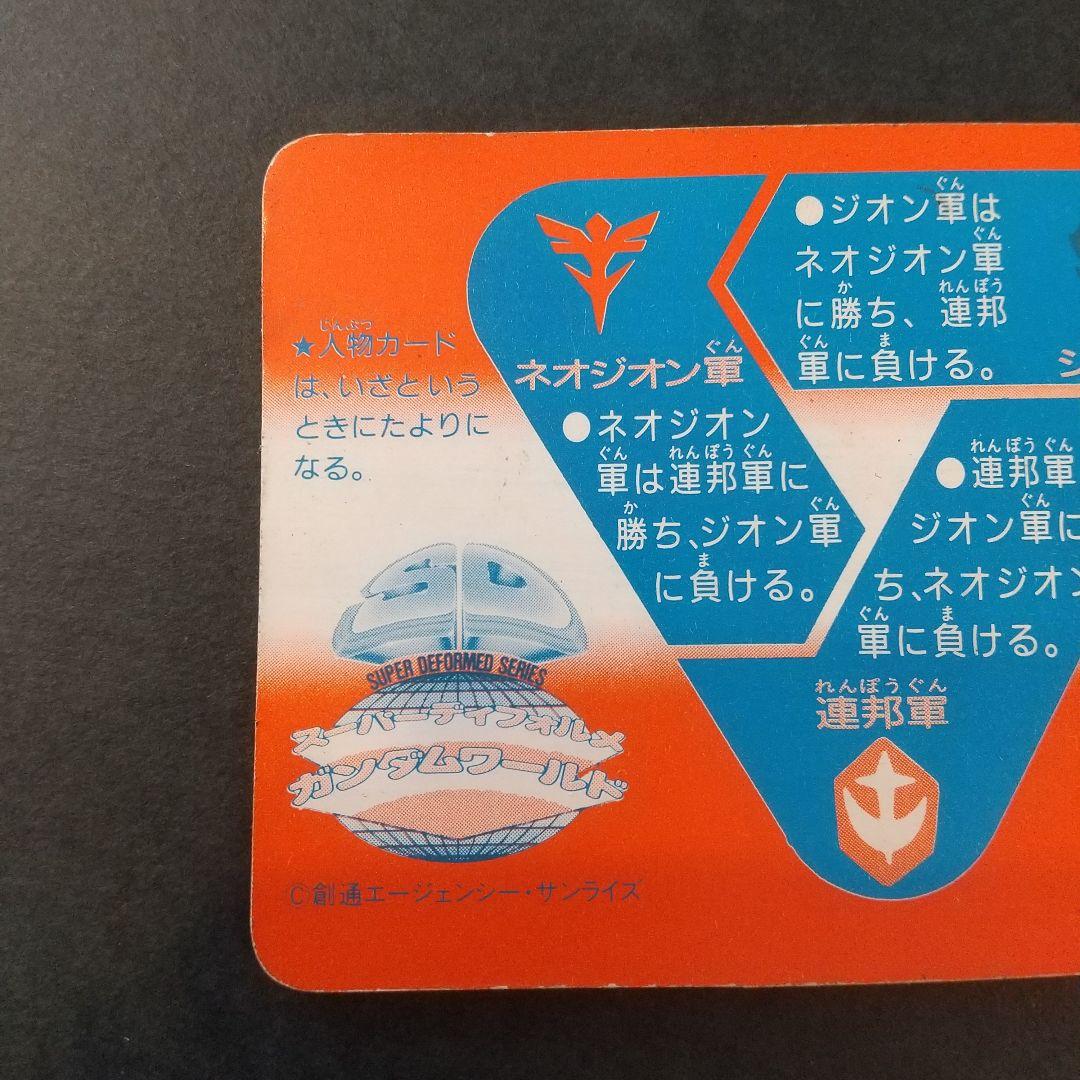 ★人物カード
は、いざという
ときにたよりに
なる。
ネオジオン軍
●ネオジオン
軍は連邦軍に
勝ち、ジオン軍
に負ける。
●ジオン軍は
ネオジオン軍
に勝ち、連邦
軍に負ける。
●連邦軍
ジオン軍に
ち、ネオジオン
軍に負ける。
連邦軍
SD
SUPER DEFORMED SERIES
スーパーディフォルメ
ガンダムワールド
©創通エージェンシー・サンライズ